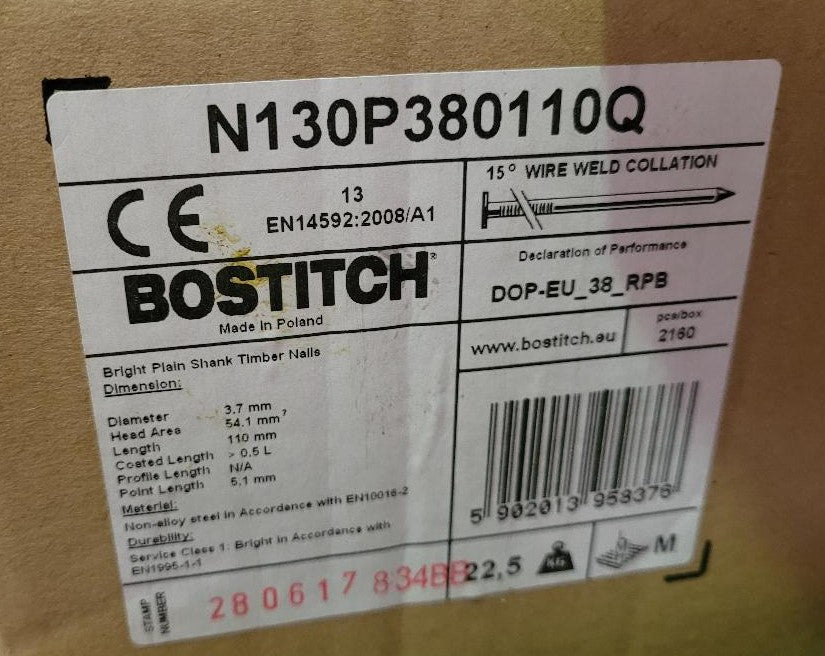 N130P380110Q
CE
13
EN14592:2008/A1
15° WIRE WELD COLLATION
BOSTITCH®
Made in Poland
Declaration of Performance
DOP-EU_38_RPB
www.bostitch.eu
pcs/box
2160
Bright Plain Shank Timber Nails
Dimension:
Diameter 3.7 mm
Head Area 54.1 mm²
Length 110 mm
Coated Length > 0,5 L
Profile Length N/A
Point Length 5.1 mm
Material:
Non-alloy steel in Accordance with EN10016-2
Durability:
Service Class 1: Bright in Accordance with
EN1995-1-1
5 902013 958376
STAMP
NUMBER
280617 834BB
22,5
KG
M